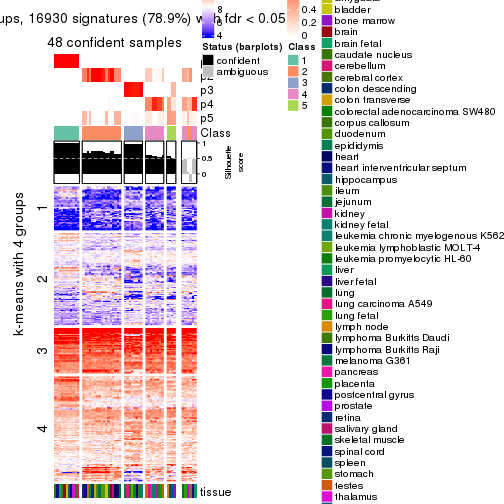 ups, 16930 signatures (78.9%) with fdr < 0.05
48 confident samples
p2
p3
p4
p5
Class
1
0.5
0
Silhouette
score
k-means with 4 groups
1
2
3
4
tissue
8
6
4
0.4
0.2
0
Status (barplots)
confident
ambiguous
Class
1
2
3
4
5
bladder
bone marrow
brain
brain fetal
caudate nucleus
cerebellum
cerebral cortex
colon descending
colon transverse
colorectal adenocarcinoma SW480
corpus callosum
duodenum
epididymis
heart
heart interventricular septum
hippocampus
ileum
jejunum
kidney
kidney fetal
leukemia chronic myelogenous K562
leukemia lymphoblastic MOLT-4
leukemia promyelocytic HL-60
liver
liver fetal
lung
lung carcinoma A549
lung fetal
lymph node
lymphoma Burkitts Daudi
lymphoma Burkitts Raji
melanoma G361
pancreas
placenta
postcentral gyrus
prostate
retina
salivary gland
skeletal muscle
spinal cord
spleen
stomach
testes
thalamus